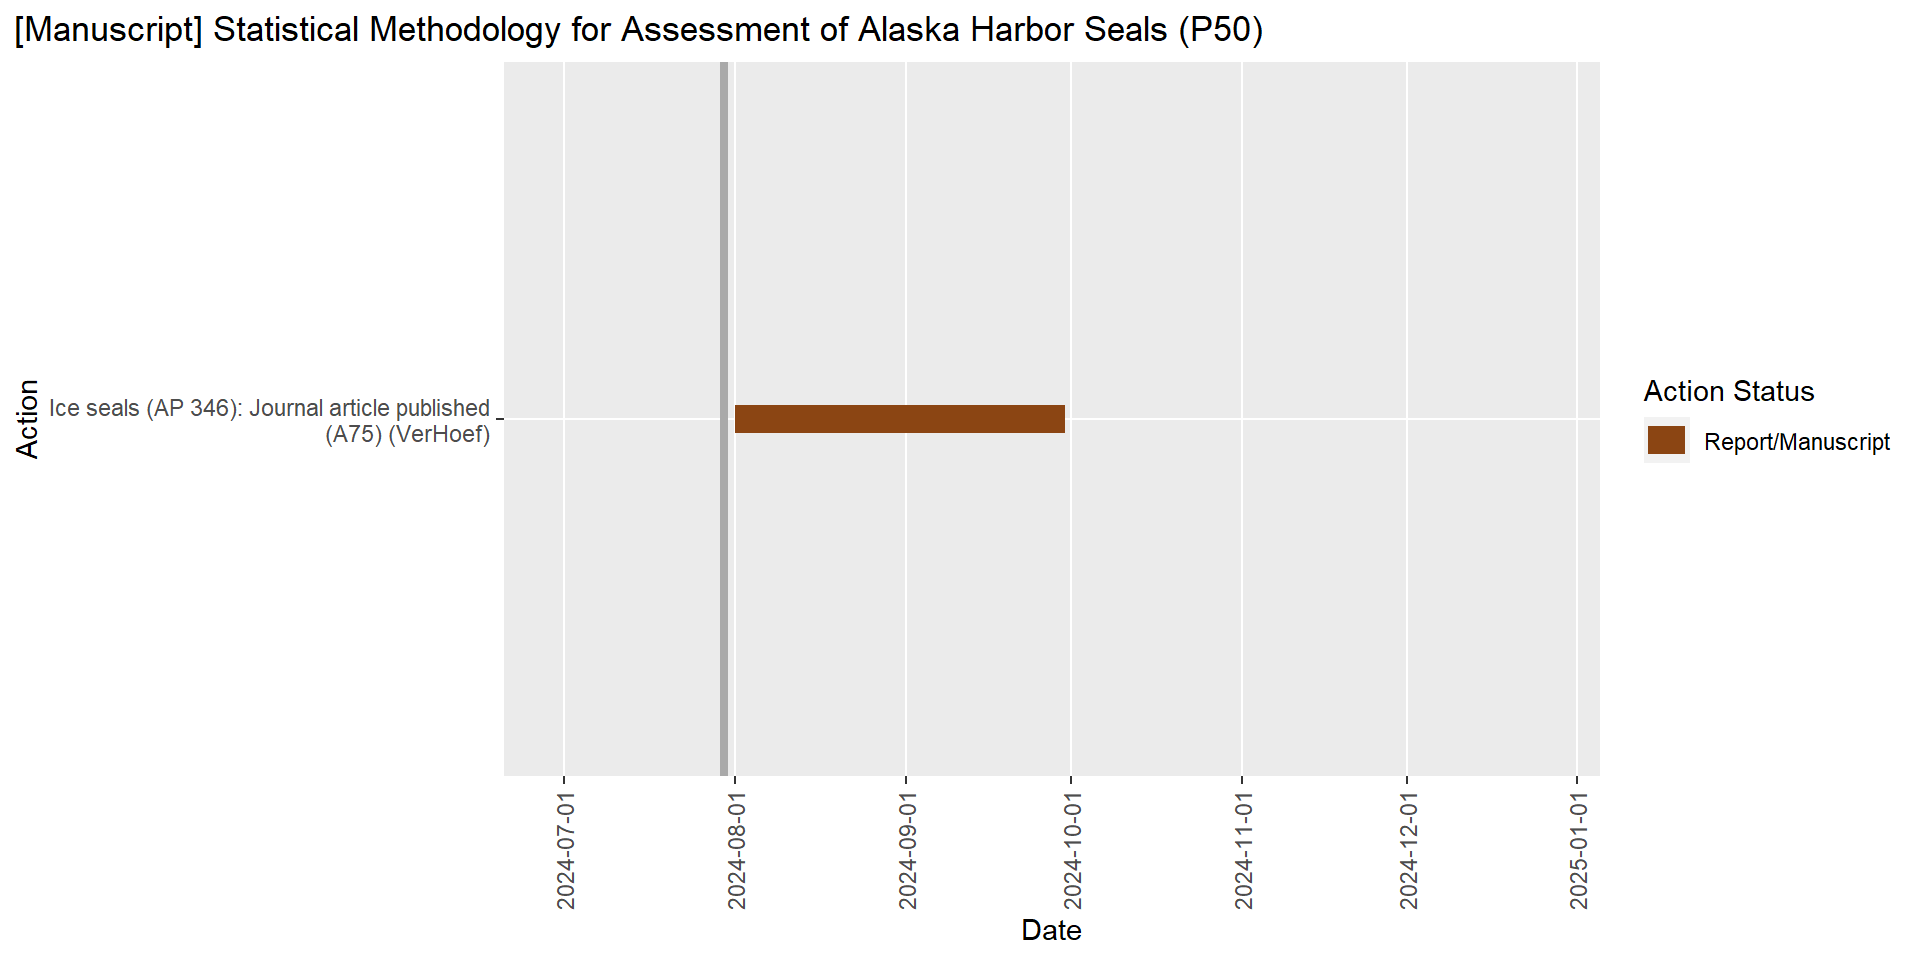 [Manuscript] Statistical Methodology for Assessment of Alaska Harbor Seals (P50)
Action
Ice seals (AP 346): Journal article published
(A75) (VerHoef)
Action Status
Report/Manuscript
2024-07-01
2024-08-01
2024-09-01
2024-10-01
2024-11-01
2024-12-01
2025-01-01
Date